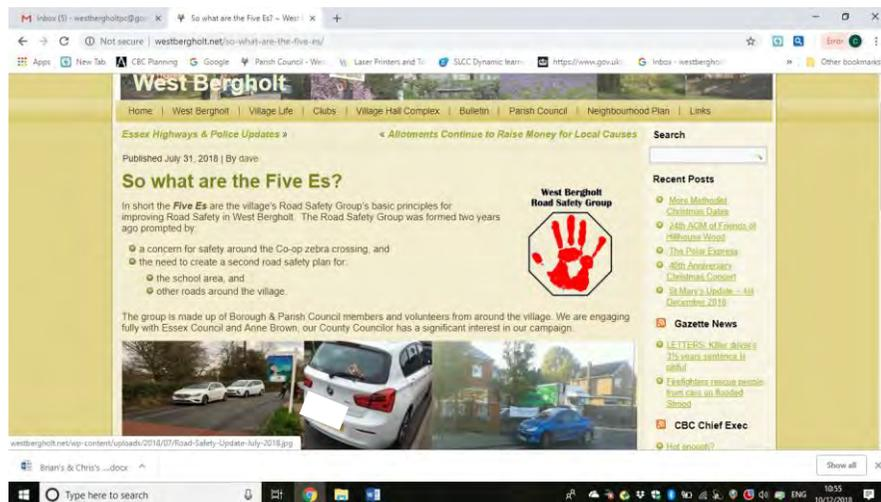 Inbox (5) - westbergholtpc@go
So what are the Five Es? ~ West
Not secure | westbergholt.net/so-what-are-the-five-es/
Error
Apps New Tab CBC Planning Google Parish Council - Wes Laser Printers and To SLCC Dynamic learn https://www.gov.uk Inbox - westbergho » Other bookmarks
West Bergholt
Home | West Bergholt | Village Life | Clubs | Village Hall Complex | Bulletin | Parish Council | Neighbourhood Plan | Links
Essex Highways & Police Updates » « Allotments Continue to Raise Money for Local Causes
Published July 31, 2018 | By dave
So what are the Five Es?
In short the Five Es are the village's Road Safety Group's basic principles for
improving Road Safety in West Bergholt. The Road Safety Group was formed two years
ago prompted by:
a concern for safety around the Co-op zebra crossing, and
the need to create a second road safety plan for:
the school area, and
other roads around the village.
West Bergholt
Road Safety Group
The group is made up of Borough & Parish Council members and volunteers from around the village. We are engaging
fully with Essex Council and Anne Brown, our County Councilor has a significant interest in our campaign.
Search
Recent Posts
More Methodist
Christmas Dates
24th AGM of Friends of
Hillhouse Wood
The Polar Express
40th Anniversary
Christmas Concert
St Mary's Update – 4th
December 2018
Gazette News
LETTERS: Killer driver's
3½ years sentence is
pitiful
Firefighters rescue people
from cars on flooded
Strood
CBC Chief Exec
Hot enough?
westbergholt.net/wp-content/uploads/2018/07/Road-Safety-Update-July-2018.jpg
Brian's & Chris's ....docx
Show all
Type here to search
ENG
10:55
10/12/2018